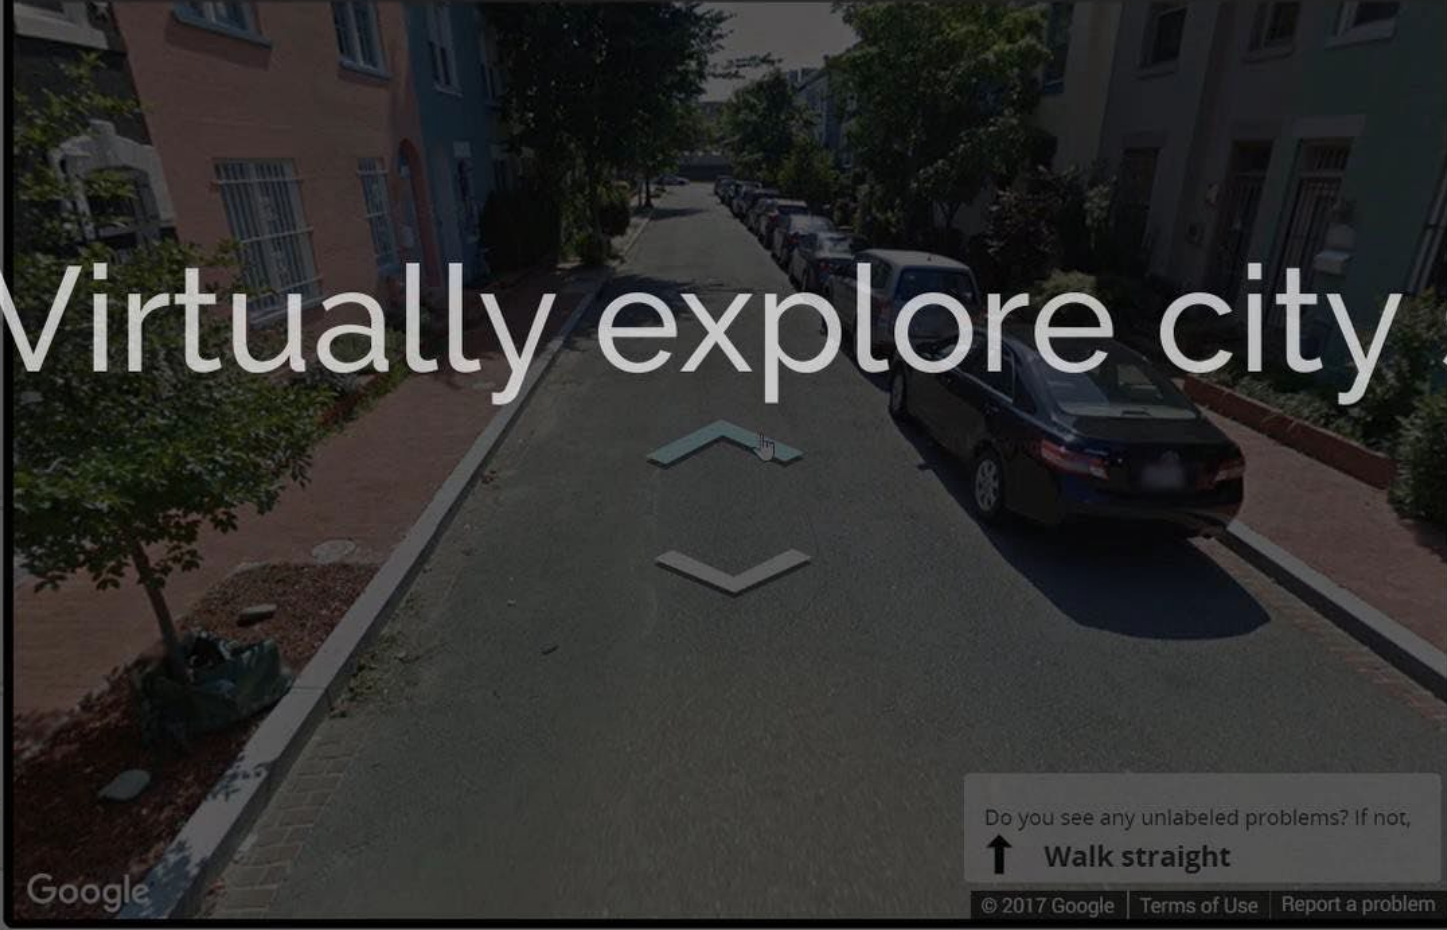 Virtually explore city
Do you see any unlabeled problems? If not,
Walk straight
Google
© 2017 Google
Terms of Use
Report a problem